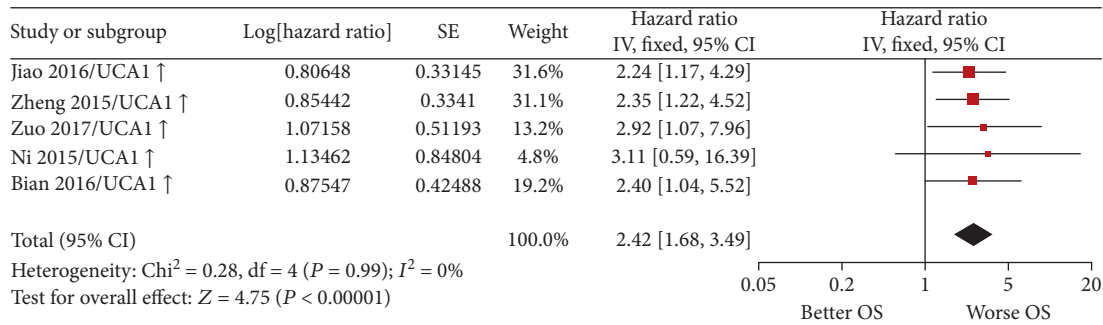 Study or subgroup Log[hazard ratio] SE Weight Hazard ratio IV, fixed, 95% CI Hazard ratio IV, fixed, 95% CI
Jiao 2016/UCA1 ↑ 0.80648 0.33145 31.6% 2.24 [1.17, 4.29]
Zheng 2015/UCA1 ↑ 0.85442 0.3341 31.1% 2.35 [1.22, 4.52]
Zuo 2017/UCA1 ↑ 1.07158 0.51193 13.2% 2.92 [1.07, 7.96]
Ni 2015/UCA1 ↑ 1.13462 0.84804 4.8% 3.11 [0.59, 16.39]
Bian 2016/UCA1 ↑ 0.87547 0.42488 19.2% 2.40 [1.04, 5.52]
Total (95% CI) 100.0% 2.42 [1.68, 3.49]
Heterogeneity: Chi² = 0.28, df = 4 (P = 0.99); I² = 0%
Test for overall effect: Z = 4.75 (P < 0.00001)
0.05 0.2 1 5 20
Better OS Worse OS